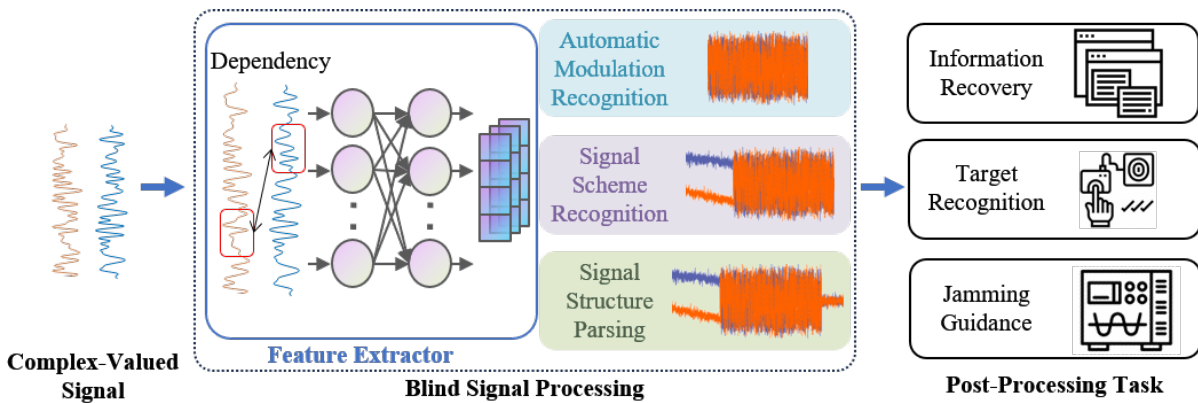 Complex-Valued
Signal
Dependency
Feature Extractor
Automatic
Modulation
Recognition
Signal
Scheme
Recognition
Signal
Structure
Parsing
Blind Signal Processing
Information
Recovery
Target
Recognition
Jamming
Guidance
Post-Processing Task